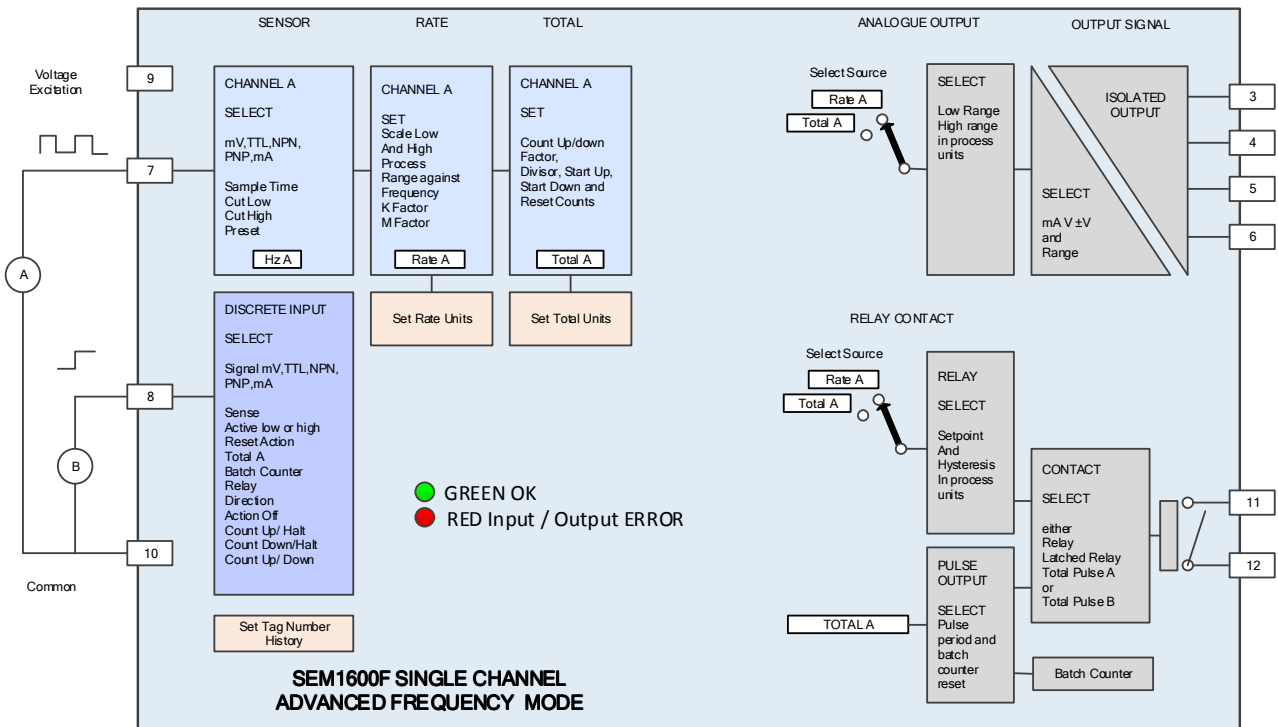 SENSOR
RATE
TOTAL
ANALOGUE OUTPUT
OUTPUT SIGNAL
Voltage
Excitation
9
7
A
8
B
10
Common
CHANNEL A
SELECT
mV,TTL,NPN,
PNP,mA
Sample Time
Cut Low
Cut High
Preset
Hz A
CHANNEL A
SET
Scale Low
And High
Process
Range against
Frequency
K Factor
M Factor
Rate A
CHANNEL A
SET
Count Up/down
Factor,
Divisor, Start Up,
Start Down and
Reset Counts
Total A
Set Rate Units
Set Total Units
DISCRETE INPUT
SELECT
Signal mV,TTL,NPN,
PNP,mA
Sense
Active low or high
Reset Action
Total A
Batch Counter
Relay
Direction
Action Off
Count Up/ Halt
Count Down/Halt
Count Up/ Down
Set Tag Number
History
GREEN OK
RED Input / Output ERROR
SEM1600F SINGLE CHANNEL
ADVANCED FREQUENCY MODE
Select Source
Rate A
Total A
SELECT
Low Range
High range
in process
units
SELECT
mA V ±V
and
Range
ISOLATED
OUTPUT
3
4
5
6
RELAY CONTACT
Select Source
Rate A
Total A
RELAY
SELECT
Setpoint
And
Hysteresis
In process
units
CONTACT
SELECT
either
Relay
Latched Relay
Total Pulse A
or
Total Pulse B
11
12
TOTAL A
PULSE
OUTPUT
SELECT
Pulse
period and
batch
counter
reset
Batch Counter